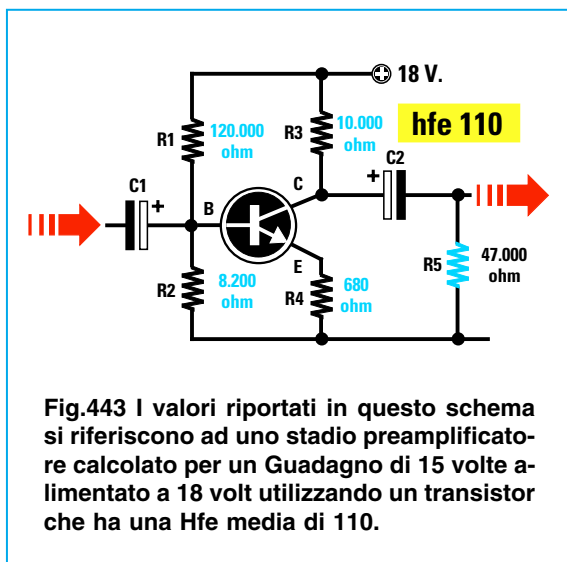 18 V.
hfe 110
R1
120.000
ohm
R3
10.000
ohm
C1
+
B
C
E
+
C2
R2
8.200
ohm
R4
680
ohm
R5
47.000
ohm
Fig.443 I valori riportati in questo schema
si riferiscono ad uno stadio preamplificato-
re calcolato per un Guadagno di 15 volte a-
limentato a 18 volt utilizzando un transistor
che ha una Hfe media di 110.